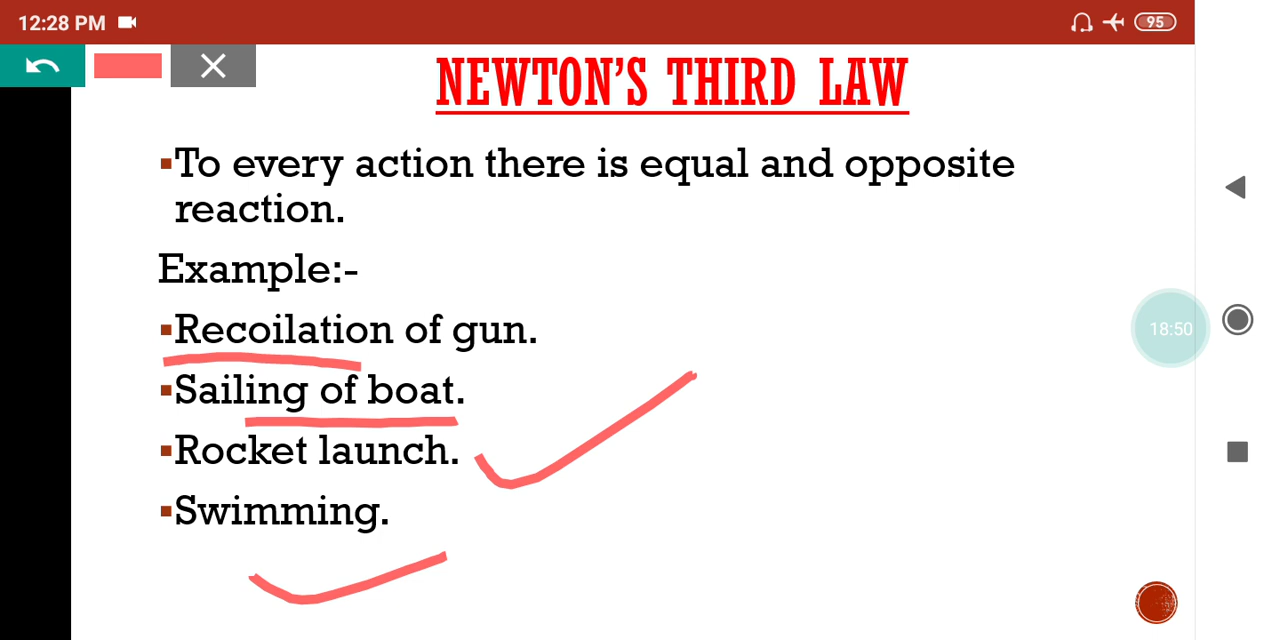 12:28 PM
95
NEWTON'S THIRD LAW
▪To every action there is equal and opposite
reaction.
Example:-
▪Recoilation of gun.
▪Sailing of boat.
18:50
▪Rocket launch.
▪Swimming.